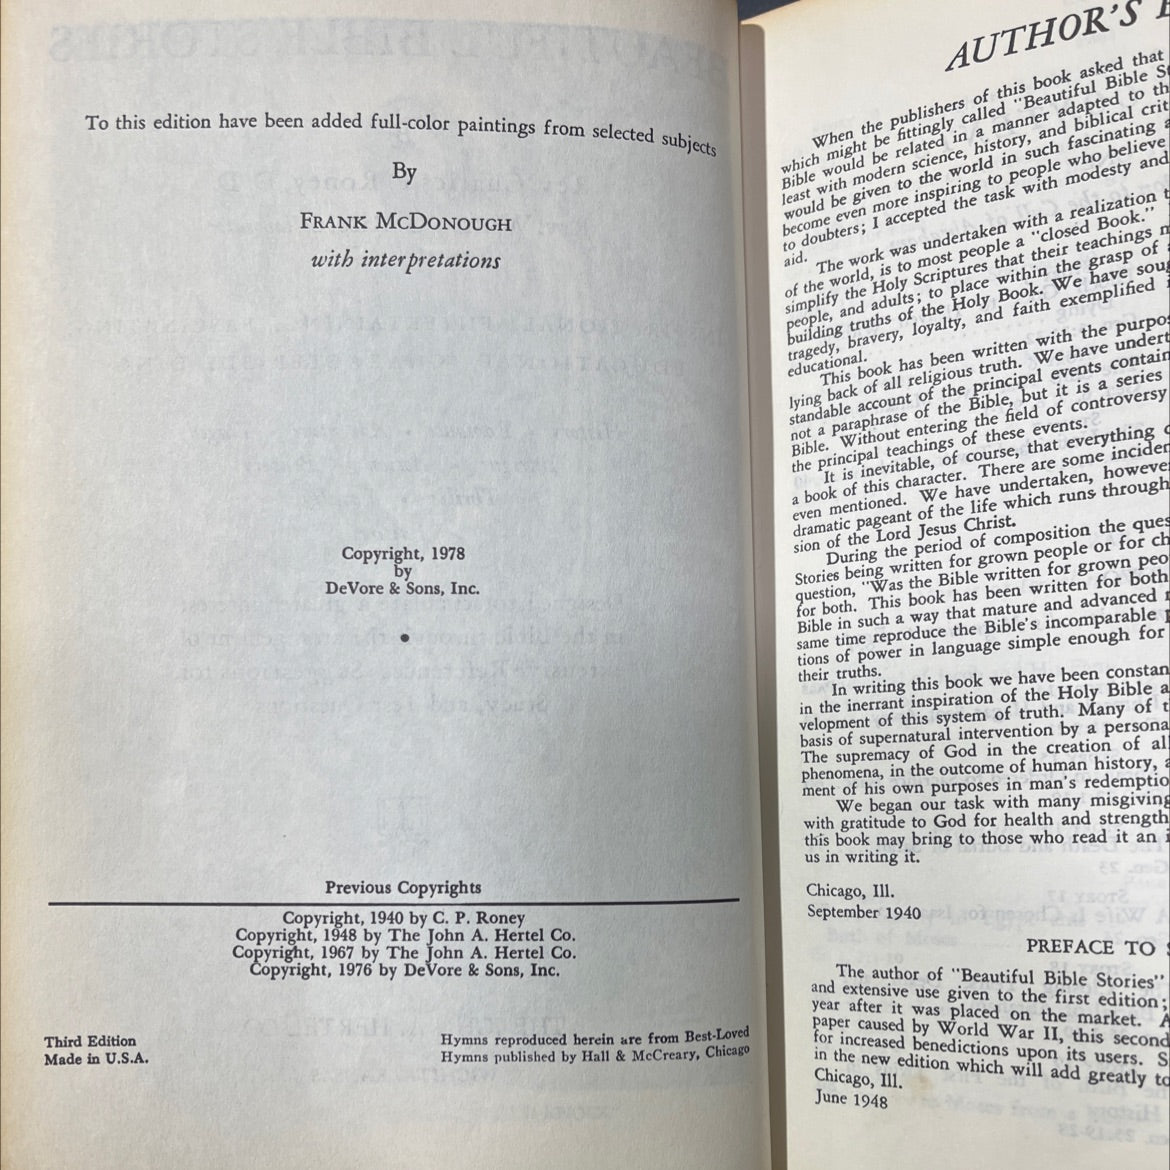 To this edition have been added full-color paintings from selected subjects
By
FRANK MCDONOUGH
with interpretations
Copyright, 1978
by
DeVore & Sons, Inc.
•
Previous Copyrights
Copyright, 1940 by C. P. Roney
Copyright, 1948 by The John A. Hertel Co.
Copyright, 1967 by The John A. Hertel Co.
Copyright, 1976 by DeVore & Sons, Inc.
Third Edition
Made in U.S.A.
Hymns reproduced herein are from Best-Loved
Hymns published by Hall & McCreary, Chicago
AUTHOR'S
When the publishers of this book asked that
which might be fittingly called "Beautiful Bible
Bible would be related in a manner adapted to
least with modern science, history, and biblical
would be given to the world in such fascinating
become even more inspiring to people who believe
to doubters; I accepted the task with modesty and
aid.
The work was undertaken with a realization
of the world, is to most people a "closed Book."
simplify the Holy Scriptures that their teachings
people, and adults; to place within the grasp of
building truths of the Holy Book. We have
tragedy, bravery, loyalty, and faith exemplified
educational.
This book has been written with the
lying back of all religious truth. We have
standable account of the principal events
not a paraphrase of the Bible, but it is a series
Bible. Without entering the field of controversy
the principal teachings of these events.
It is inevitable, of course, that everything
a book of this character. There are some
even mentioned. We have undertaken,
dramatic pageant of the life which runs through
sion of the Lord Jesus Christ.
During the period of composition the
Stories being written for grown people or for
question, "Was the Bible written for grown
for both. This book has been written for both
Bible in such a way that mature and advanced
same time reproduce the Bible's incomparable
tions of power in language simple enough for
their truths.
In writing this book we have been
in the inerrant inspiration of the Holy Bible
velopment of this system of truth. Many of
basis of supernatural intervention by a
The supremacy of God in the creation of all
phenomena, in the outcome of human history,
ment of his own purposes in man's
We began our task with many
with gratitude to God for health and strength
this book may bring to those who read it an
us in writing it.
Chicago, Ill.
September 1940
PREFACE TO
The author of "Beautiful Bible Stories"
and extensive use given to the first edition;
year after it was placed on the market.
paper caused by World War II, this second
for increased benedictions upon its users.
in the new edition which will add greatly
Chicago, Ill.
June 1948